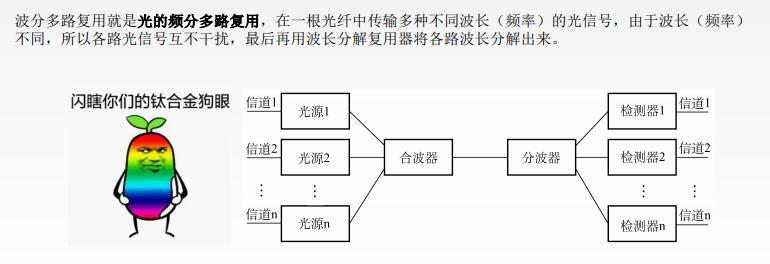 波分多路复用就是光的频分多路复用，在一根光纤中传输多种不同波长（频率）的光信号，由于波长（频率）
不同，所以各路光信号互不干扰，最后再用波长分解复用器将各路波长分解出来。
闪瞎你们的钛合金狗眼
信道1
光源1
检测器1
信道1
信道2
光源2
合波器
分波器
检测器2
信道2
⋮
⋮
⋮
⋮
信道n
光源n
检测器n
信道n